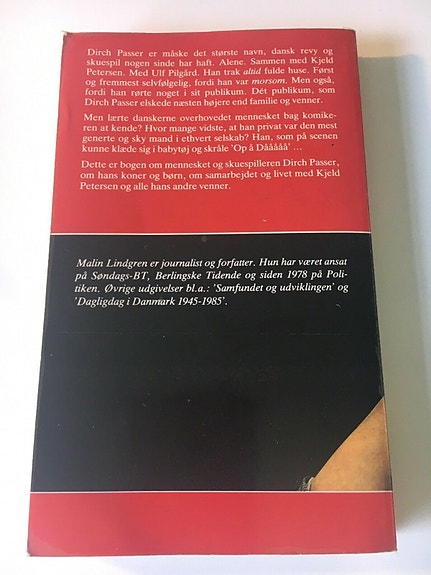 Dirch Passer er måske det største navn, dansk revy og
skuespil nogen sinde har haft. Alene. Sammen med Kjeld
Petersen. Med Ulf Pilgård. Han trak altid fulde huse. Først
og fremmest selvfølgelig, fordi han var morsom. Men også,
fordi han rørte noget i sit publikum. Dét publikum, som
Dirch Passer elskede næsten højere end familie og venner.
Men lærte danskerne overhovedet mennesket bag komike-
ren at kende? Hvor mange vidste, at han privat var den mest
generte og sky mand i ethvert selskab? Han, som på scenen
kunne klæde sig i babytøj og skråle 'Op å Dååååå' ...
Dette er bogen om mennesket og skuespilleren Dirch Passer,
om hans koner og børn, om samarbejdet og livet med Kjeld
Petersen og alle hans andre venner.
Malin Lindgren er journalist og forfatter. Hun har været ansat
på Søndags-BT, Berlingske Tidende og siden 1978 på Poli-
tiken. Øvrige udgivelser bl.a.: 'Samfundet og udviklingen' og
'Dagligdag i Danmark 1945-1985'.